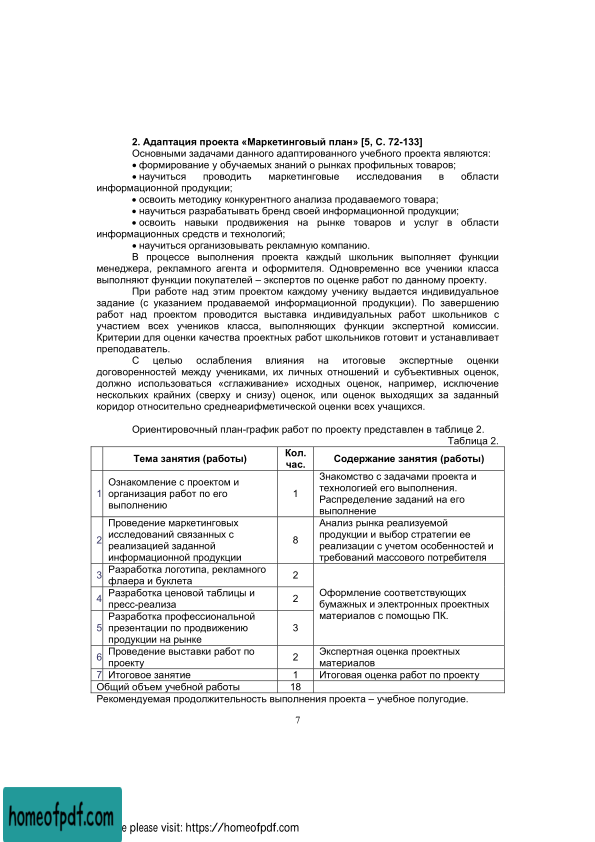 2. Адаптация проекта «Маркетинговый план» [5, С. 72-133]
Основными задачами данного адаптированного учебного проекта являются:
• формирование у обучаемых знаний о рынках профильных товаров;
• научиться проводить маркетинговые исследования в области
информационной продукции;
• освоить методику конкурентного анализа продаваемого товара;
• научиться разрабатывать бренд своей информационной продукции;
• освоить навыки продвижения на рынке товаров и услуг в области
информационных средств и технологий;
• научиться организовывать рекламную компанию.
В процессе выполнения проекта каждый школьник выполняет функции
менеджера, рекламного агента и оформителя. Одновременно все ученики класса
выполняют функции покупателей – экспертов по оценке работ по данному проекту.
При работе над этим проектом каждому ученику выдается индивидуальное
задание (с указанием продаваемой информационной продукции). По завершению
работ над проектом проводится выставка индивидуальных работ школьников с
участием всех учеников класса, выполняющих функции экспертной комиссии.
Критерии для оценки качества проектных работ школьников готовит и устанавливает
преподаватель.
С целью ослабления влияния на итоговые экспертные оценки
договоренностей между учениками, их личных отношений и субъективных оценок,
должно использоваться «сглаживание» исходных оценок, например, исключение
нескольких крайних (сверху и снизу) оценок, или оценок выходящих за заданный
коридор относительно среднеарифметической оценки всех учащихся.
Ориентировочный план-график работ по проекту представлен в таблице 2.
Таблица 2.
Тема занятия (работы)
Кол.
час.
Содержание занятия (работы)
1
Ознакомление с проектом и
организация работ по его
выполнению
1
Знакомство с задачами проекта и
технологией его выполнения.
Распределение заданий на его
выполнение
2
Проведение маркетинговых
исследований связанных с
реализацией заданной
информационной продукции
8
Анализ рынка реализуемой
продукции и выбор стратегии ее
реализации с учетом особенностей и
требований массового потребителя
3
Разработка логотипа, рекламного
флаера и буклета
2
4
Разработка ценовой таблицы и
пресс-реализа
2
Оформление соответствующих
бумажных и электронных проектных
материалов с помощью ПК.
5
Разработка профессиональной
презентации по продвижению
продукции на рынке
3
6
Проведение выставки работ по
проекту
2
Экспертная оценка проектных
материалов
7 Итоговое занятие 1 Итоговая оценка работ по проекту
Общий объем учебной работы 18
Рекомендуемая продолжительность выполнения проекта – учебное полугодие.
7
homeofpdf.com
please visit: https://homeofpdf.com